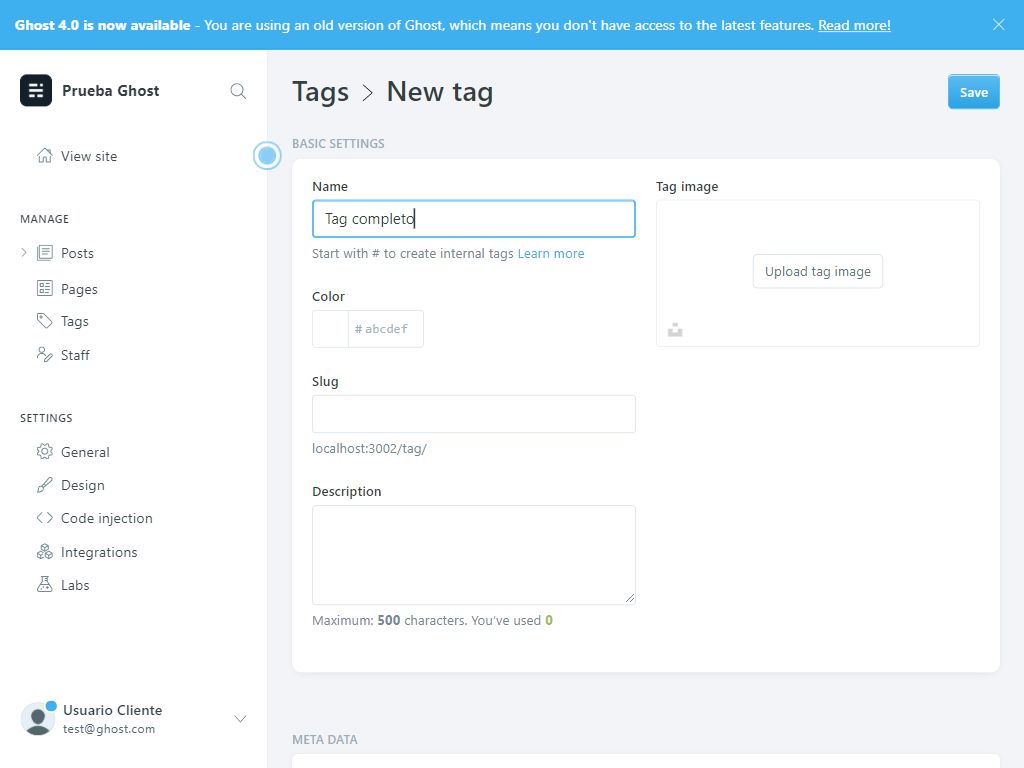 Ghost 4.0 is now available - You are using an old version of Ghost, which means you don't have access to the latest features. Read more!
Prueba Ghost
View site
MANAGE
Posts
Pages
Tags
Staff
SETTINGS
General
Design
Code injection
Integrations
Labs
Usuario Cliente
test@ghost.com
Tags > New tag
Save
BASIC SETTINGS
Name
Tag completo
Start with # to create internal tags Learn more
Color
# abcdef
Slug
localhost:3002/tag/
Description
Maximum: 500 characters. You've used 0
Tag image
Upload tag image
META DATA